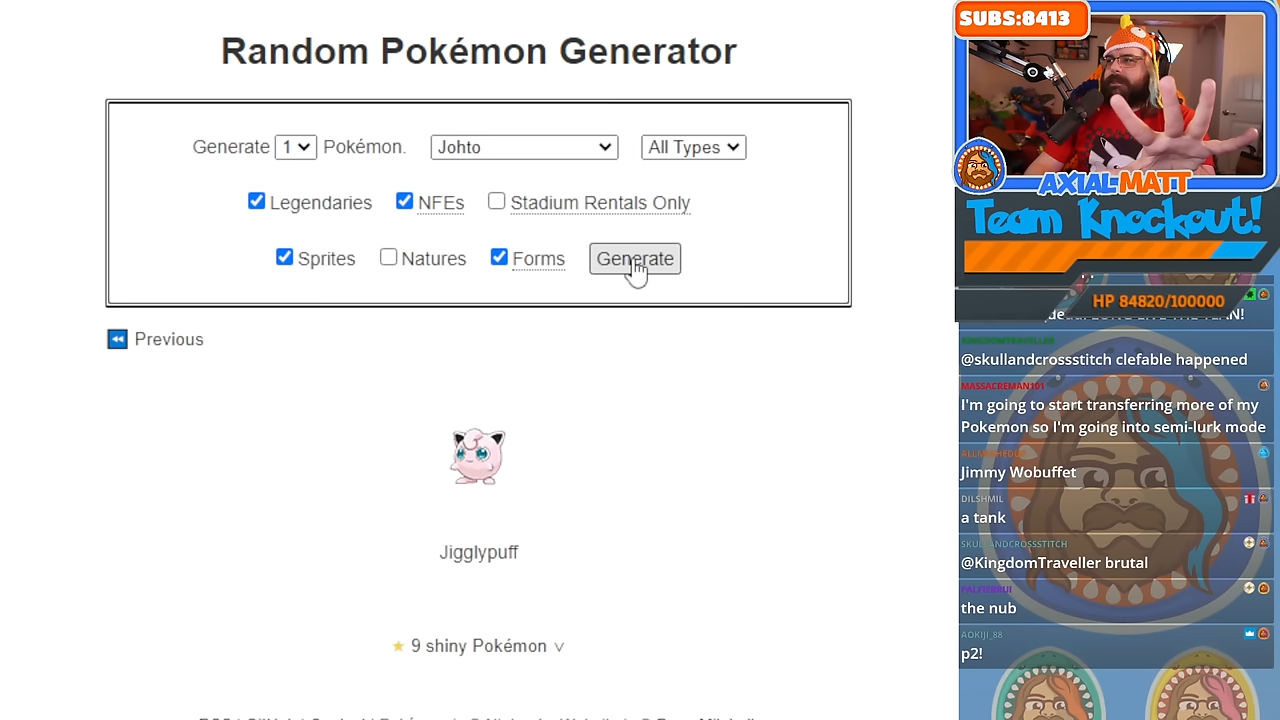 Random Pokémon Generator
Generate 1 Pokémon. Johto All Types
Legendaries NFEs Stadium Rentals Only
Sprites Natures Forms Generate
Previous
Jigglypuff
9 shiny Pokémon
SUBS:8413
AXIALMATT
Team Knockout!
HP 84820/100000
KINGDOMTRAVELLER
@skullandcrossstitch clefable happened
MASSACREMAN101
I'm going to start transferring more of my
Pokemon so I'm going into semi-lurk mode
Jimmy Wobuffet
DILSHMIL
a tank
SKULLANDCROSSSTITCH
@KingdomTraveller brutal
the nub
AOKIJI_88
p2!